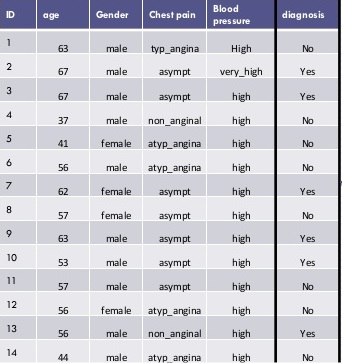 ID age Gender Chest pain Blood pressure diagnosis
1 63 male typ_angina High No
2 67 male asympt very_high Yes
3 67 male asympt high Yes
4 37 male non_anginal high No
5 41 female atyp_angina high No
6 56 male atyp_angina high No
7 62 female asympt high Yes
8 57 female asympt high No
9 63 male asympt high Yes
10 53 male asympt high Yes
11 57 male asympt high No
12 56 female atyp_angina high No
13 56 male non_anginal high Yes
14 44 male atyp_angina high No